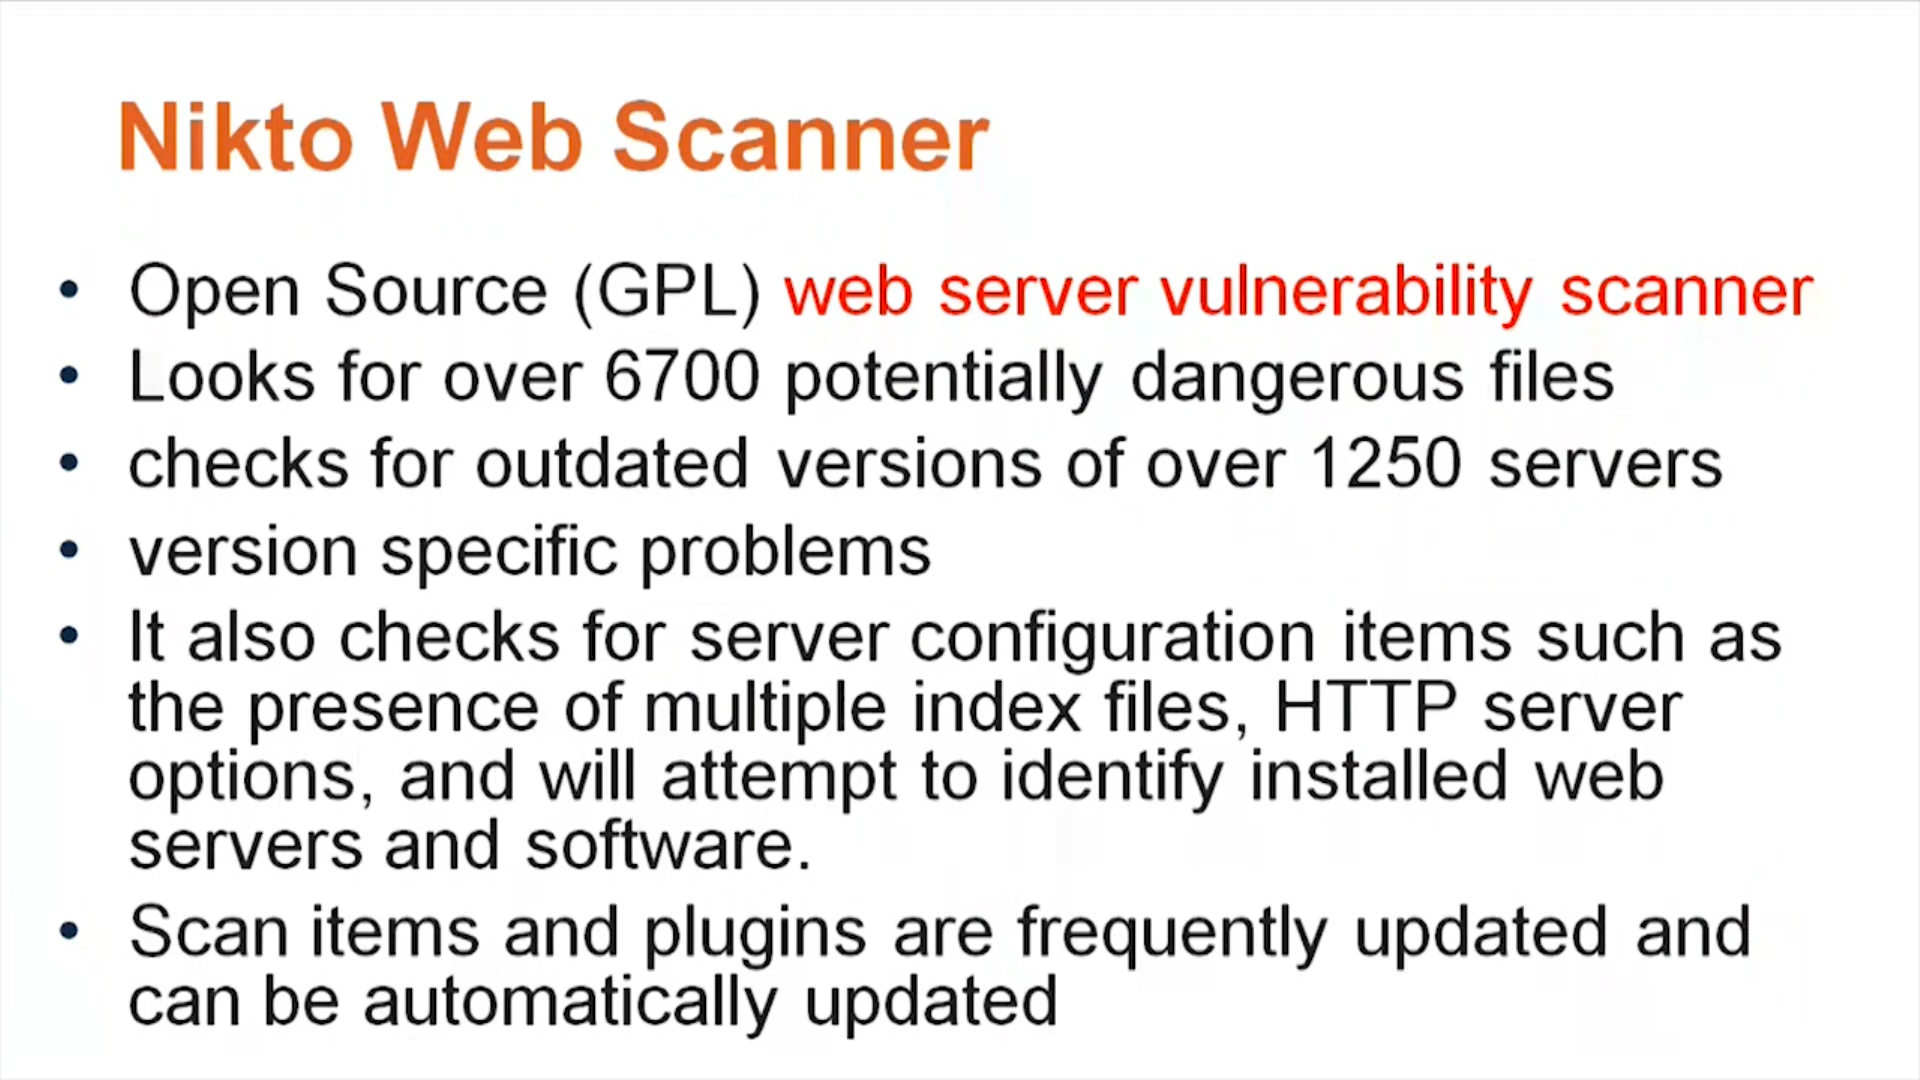 Nikto Web Scanner
• Open Source (GPL) web server vulnerability scanner
• Looks for over 6700 potentially dangerous files
• checks for outdated versions of over 1250 servers
• version specific problems
• It also checks for server configuration items such as
the presence of multiple index files, HTTP server
options, and will attempt to identify installed web
servers and software.
• Scan items and plugins are frequently updated and
can be automatically updated